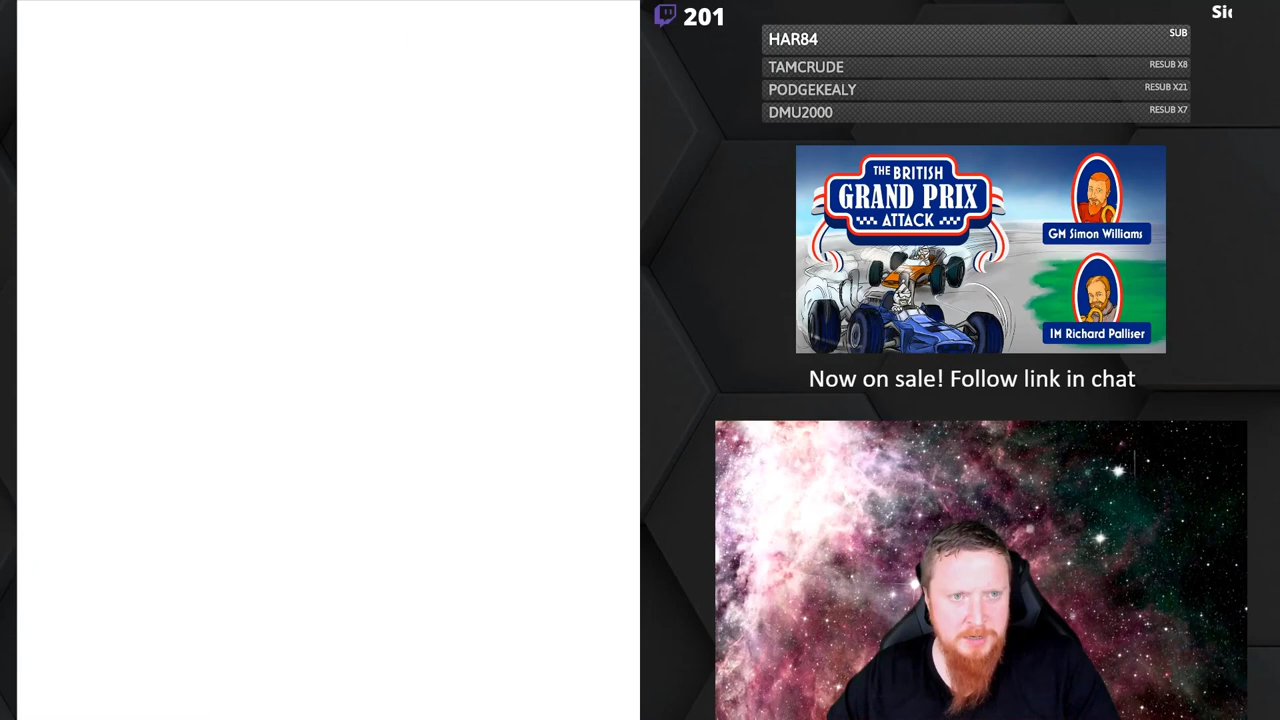 201
HAR84
SUB
TAMCRUDE
RESUB X8
PODGEKEALY
RESUB X21
DMU2000
RESUB X7
THE BRITISH
GRAND PRIX
ATTACK
GM Simon Williams
IM Richard Palliser
Now on sale! Follow link in chat